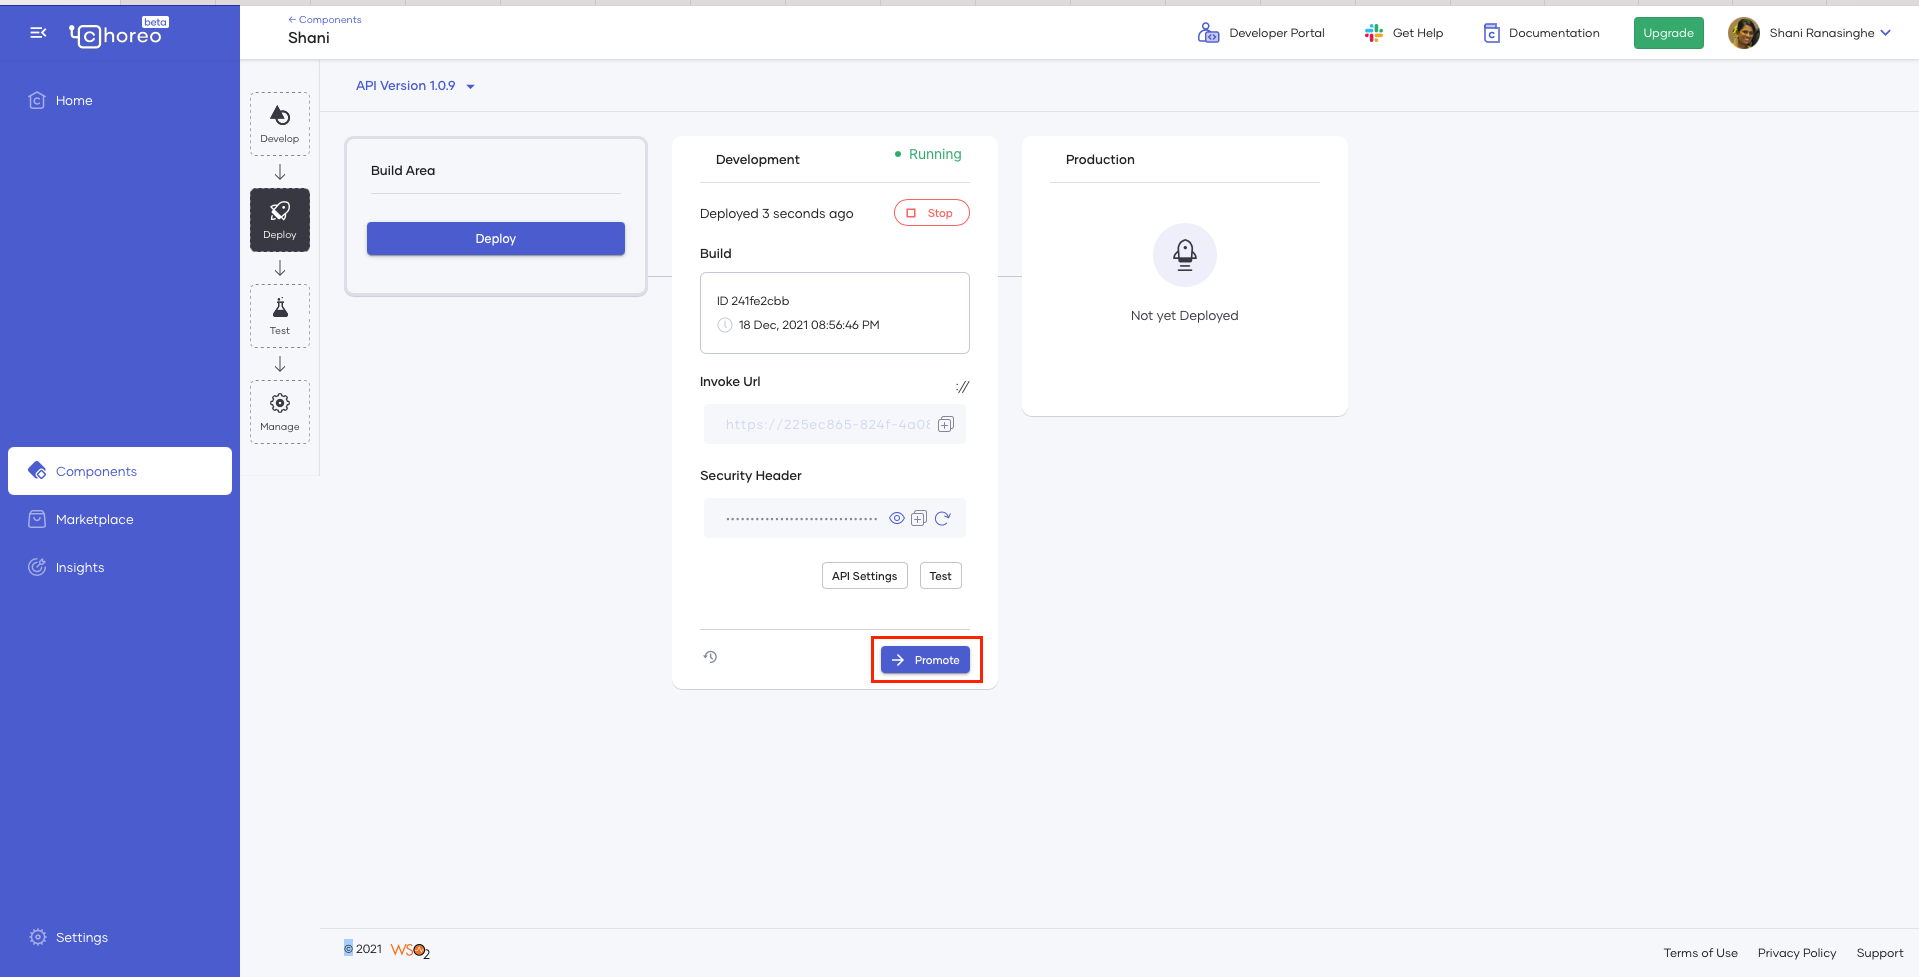 choreo
beta
Home
Components
Marketplace
Insights
Settings
← Components
Shani
Developer Portal
Get Help
Documentation
Upgrade
Shani Ranasinghe
Develop
Deploy
Test
Manage
API Version 1.0.9
Build Area
Deploy
Development
Running
Deployed 3 seconds ago
Stop
Build
ID 241fe2cbb
18 Dec, 2021 08:56:46 PM
Invoke Url
://
https://225ec865-824f-4a08
Security Header
API Settings
Test
Promote
Production
Not yet Deployed
© 2021 WSO2
Terms of Use
Privacy Policy
Support